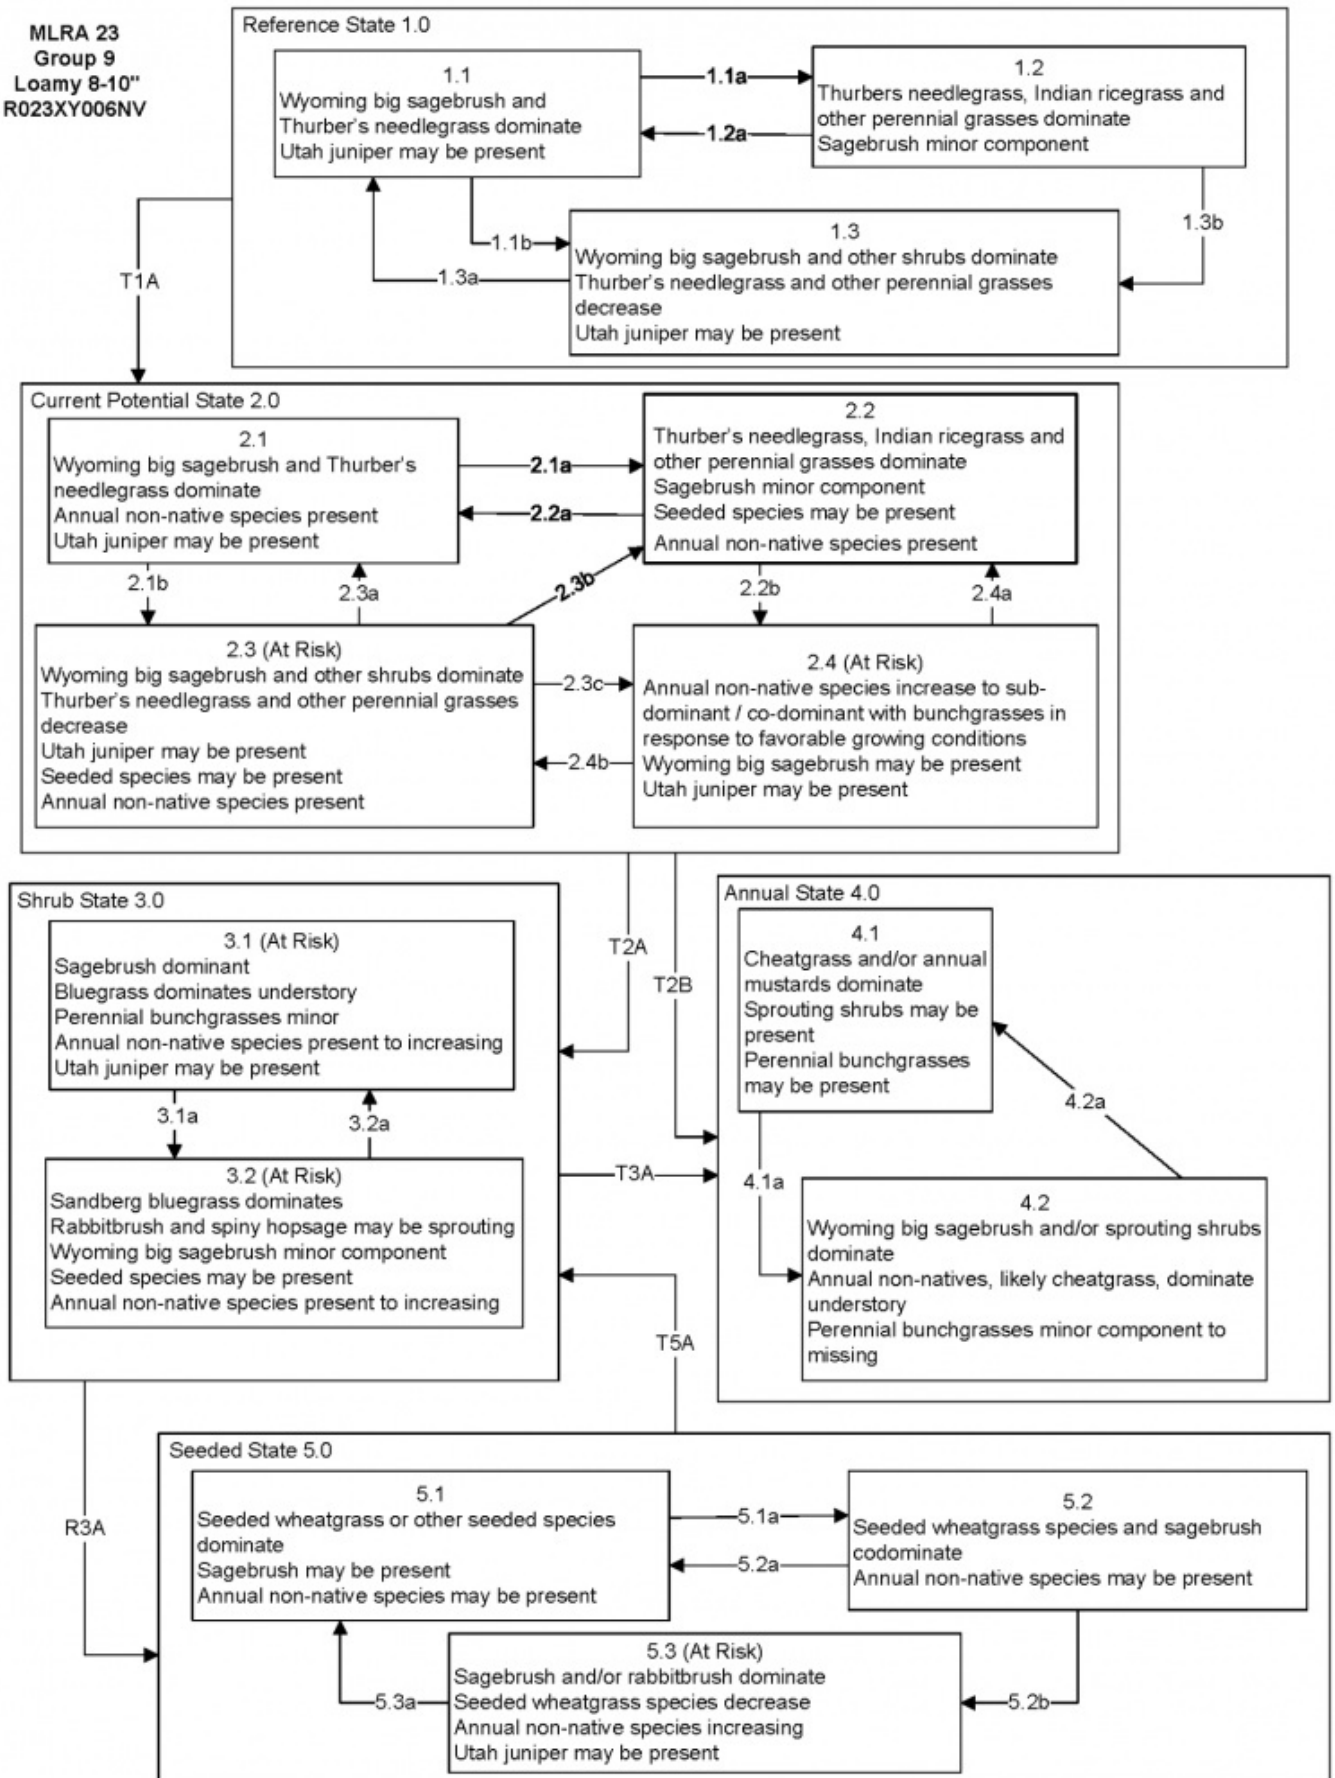 MLRA 23
Group 9
Loamy 8-10"
R023XY006NV
Reference State 1.0
1.1
Wyoming big sagebrush and
Thurber's needlegrass dominate
Utah juniper may be present
1.1a
1.2a
1.2
Thurbers needlegrass, Indian ricegrass and
other perennial grasses dominate
Sagebrush minor component
1.1b
1.3a
1.3b
1.3
Wyoming big sagebrush and other shrubs dominate
Thurber's needlegrass and other perennial grasses
decrease
Utah juniper may be present
T1A
Current Potential State 2.0
2.1
Wyoming big sagebrush and Thurber's
needlegrass dominate
Annual non-native species present
Utah juniper may be present
2.1a
2.2a
2.2
Thurber's needlegrass, Indian ricegrass and
other perennial grasses dominate
Sagebrush minor component
Seeded species may be present
Annual non-native species present
2.1b
2.3a
2.3b
2.2b
2.4a
2.3 (At Risk)
Wyoming big sagebrush and other shrubs dominate
Thurber's needlegrass and other perennial grasses
decrease
Utah juniper may be present
Seeded species may be present
Annual non-native species present
2.3c
2.4b
2.4 (At Risk)
Annual non-native species increase to sub-
dominant / co-dominant with bunchgrasses in
response to favorable growing conditions
Wyoming big sagebrush may be present
Utah juniper may be present
T2A
T2B
Shrub State 3.0
3.1 (At Risk)
Sagebrush dominant
Bluegrass dominates understory
Perennial bunchgrasses minor
Annual non-native species present to increasing
Utah juniper may be present
3.1a
3.2a
3.2 (At Risk)
Sandberg bluegrass dominates
Rabbitbrush and spiny hopsage may be sprouting
Wyoming big sagebrush minor component
Seeded species may be present
Annual non-native species present to increasing
T3A
Annual State 4.0
4.1
Cheatgrass and/or annual
mustards dominate
Sprouting shrubs may be
present
Perennial bunchgrasses
may be present
4.1a
4.2a
4.2
Wyoming big sagebrush and/or sprouting shrubs
dominate
Annual non-natives, likely cheatgrass, dominate
understory
Perennial bunchgrasses minor component to
missing
T5A
R3A
Seeded State 5.0
5.1
Seeded wheatgrass or other seeded species
dominate
Sagebrush may be present
Annual non-native species may be present
5.1a
5.2a
5.2
Seeded wheatgrass species and sagebrush
codominate
Annual non-native species may be present
5.3a
5.2b
5.3 (At Risk)
Sagebrush and/or rabbitbrush dominate
Seeded wheatgrass species decrease
Annual non-native species increasing
Utah juniper may be present